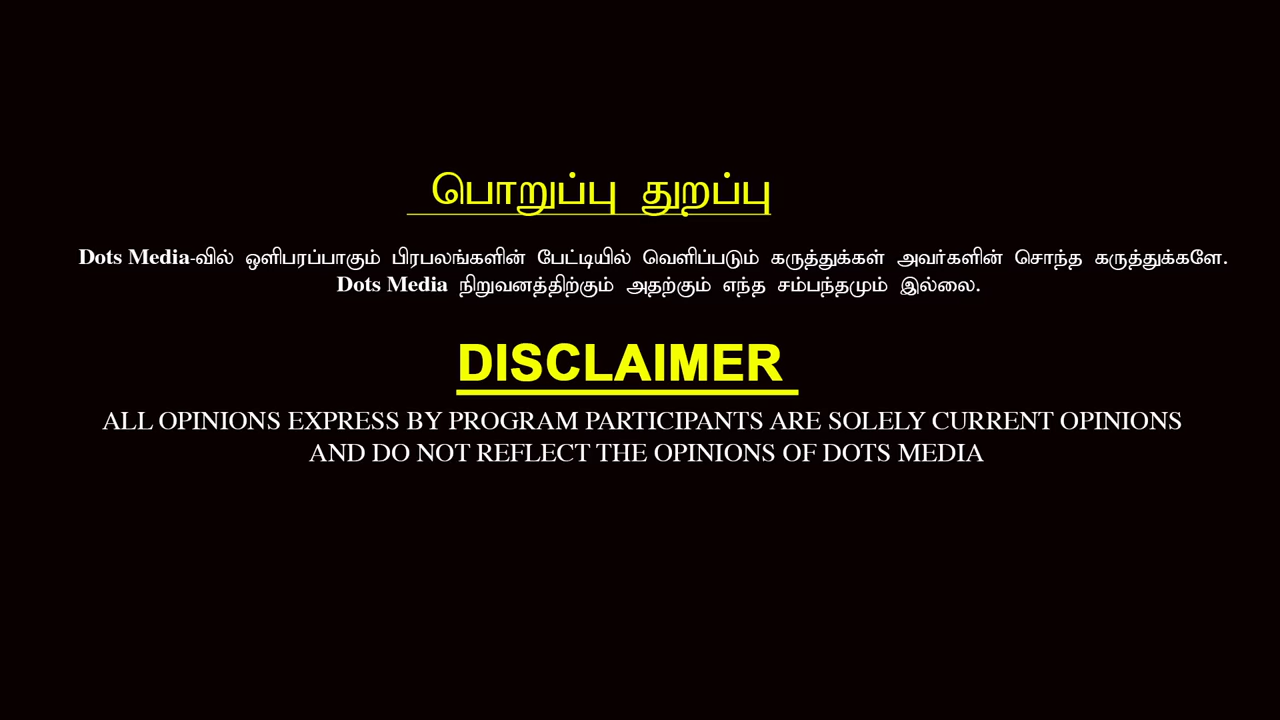 பொறுப்பு துறப்பு
Dots Media-வில் ஒளிபரப்பாகும் பிரபலங்களின் பேட்டியில் வெளிப்படும் கருத்துக்கள் அவர்களின் சொந்த கருத்துக்களே.
Dots Media நிறுவனத்திற்கும் அதற்கும் எந்த சம்பந்தமும் இல்லை.
DISCLAIMER
ALL OPINIONS EXPRESS BY PROGRAM PARTICIPANTS ARE SOLELY CURRENT OPINIONS
AND DO NOT REFLECT THE OPINIONS OF DOTS MEDIA